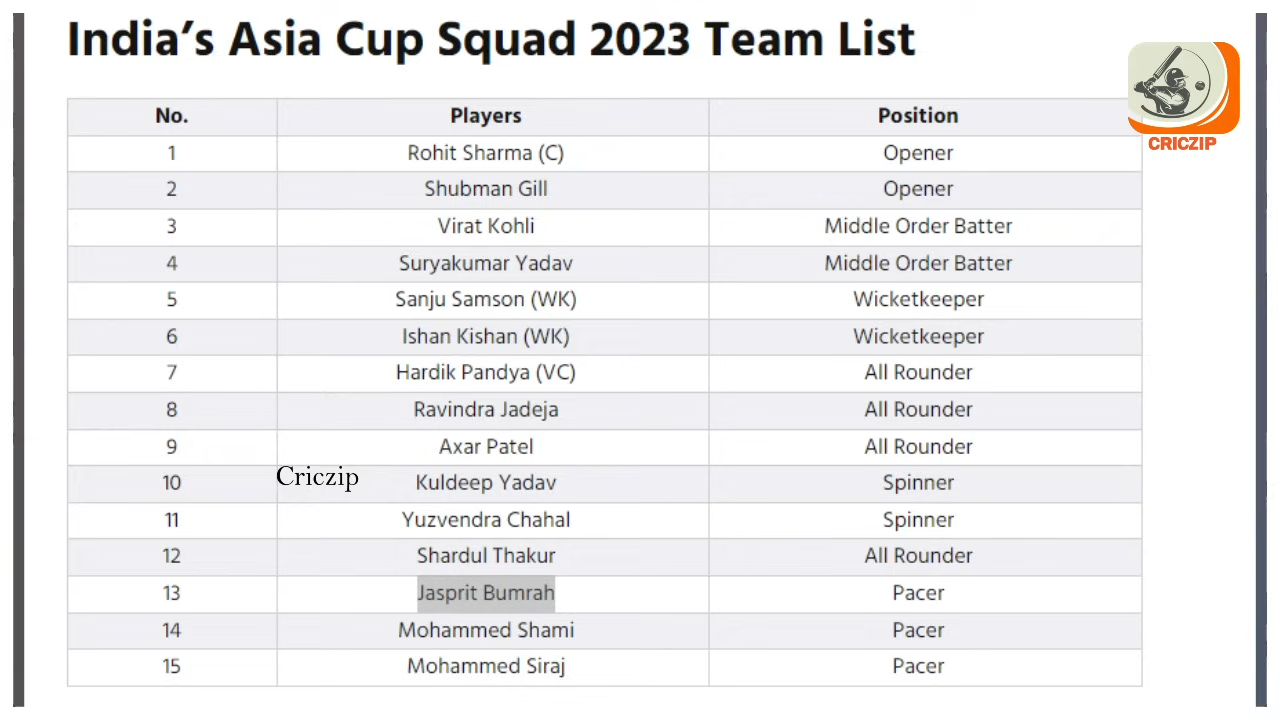 India's Asia Cup Squad 2023 Team List
CRICZIP
No. Players Position
1 Rohit Sharma (C) Opener
2 Shubman Gill Opener
3 Virat Kohli Middle Order Batter
4 Suryakumar Yadav Middle Order Batter
5 Sanju Samson (WK) Wicketkeeper
6 Ishan Kishan (WK) Wicketkeeper
7 Hardik Pandya (VC) All Rounder
8 Ravindra Jadeja All Rounder
9 Axar Patel All Rounder
Criczip
10 Kuldeep Yadav Spinner
11 Yuzvendra Chahal Spinner
12 Shardul Thakur All Rounder
13 Jasprit Bumrah Pacer
14 Mohammed Shami Pacer
15 Mohammed Siraj Pacer